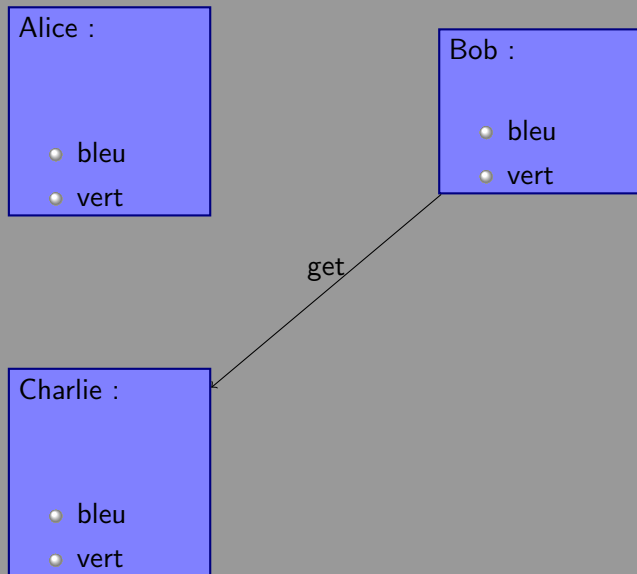 Alice :
bleu
vert
Bob :
bleu
vert
get
Charlie :
bleu
vert